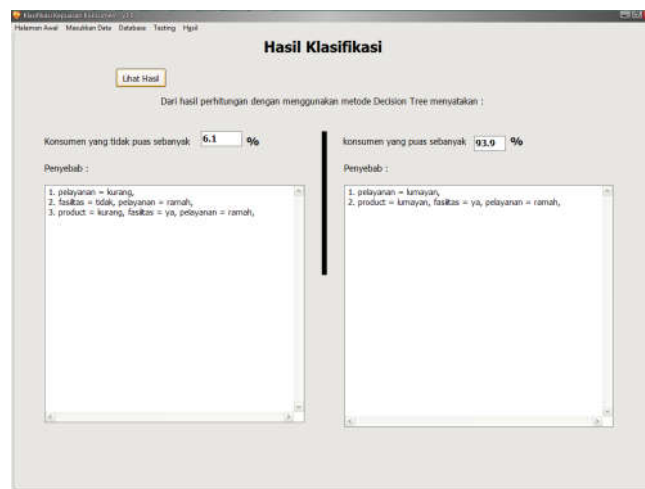 Klasifikasi Kepuasan Konsumen
Halaman Awal Masukkan Data Database Testing Hasil
Hasil Klasifikasi
Lihat Hasil
Dari hasil perhitungan dengan menggunakan metode Decision Tree menyatakan :
Konsumen yang tidak puas sebanyak 6.1 %
Penyebab :
1. pelayanan = kurang,
2. fasilitas = tidak, pelayanan = ramah,
3. product = kurang, fasilitas = ya, pelayanan = ramah,
konsumen yang puas sebanyak 93.9 %
Penyebab :
1. pelayanan = lumayan,
2. product = lumayan, fasilitas = ya, pelayanan = ramah,